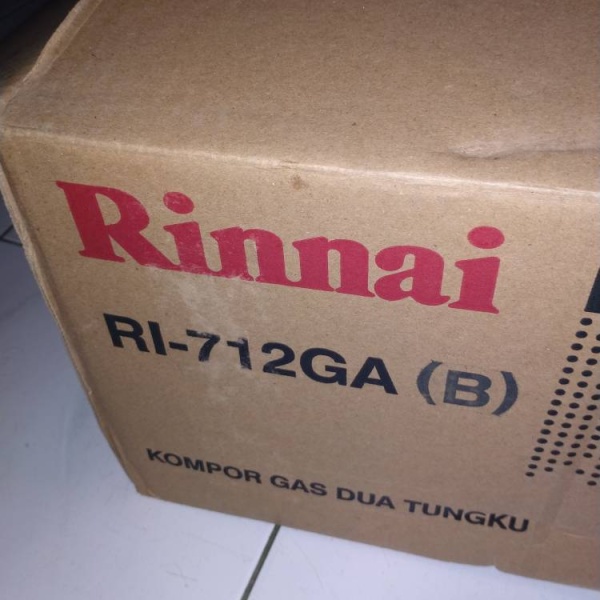 Rinnai
RI-712GA (B)
KOMPOR GAS DUA TUNGKU